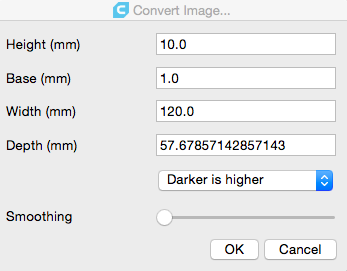 Convert Image...
Height (mm) 10.0
Base (mm) 1.0
Width (mm) 120.0
Depth (mm) 57.67857142857143
Darker is higher
Smoothing
OK Cancel